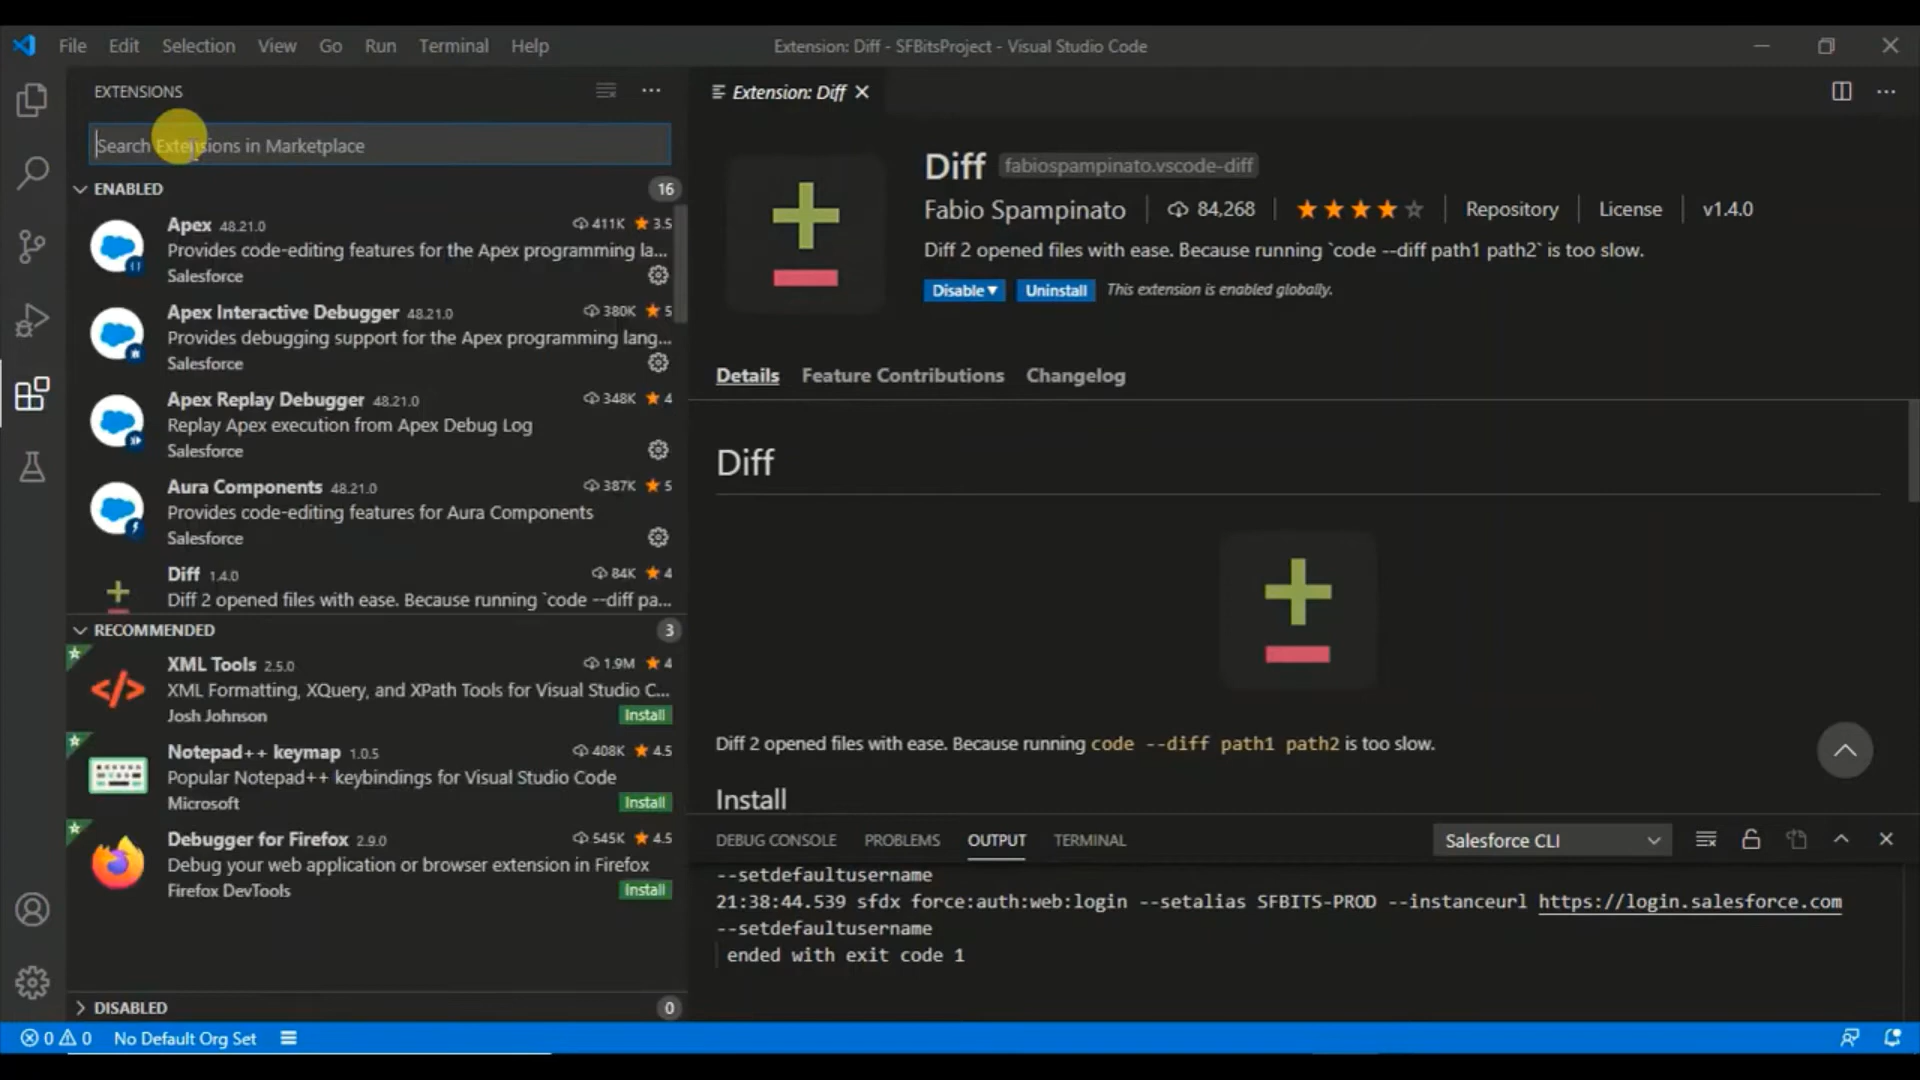 File Edit Selection View Go Run Terminal Help
Extension: Diff - SFBitsProject - Visual Studio Code
EXTENSIONS
Search Extensions in Marketplace
ENABLED 16
Apex 48.21.0 411K 3.5
Provides code-editing features for the Apex programming la...
Salesforce
Apex Interactive Debugger 48.21.0 380K 5
Provides debugging support for the Apex programming lang...
Salesforce
Apex Replay Debugger 48.21.0 348K 4
Replay Apex execution from Apex Debug Log
Salesforce
Aura Components 48.21.0 387K 5
Provides code-editing features for Aura Components
Salesforce
Diff 1.4.0 84K 4
Diff 2 opened files with ease. Because running `code --diff pa...
RECOMMENDED 3
XML Tools 2.5.0 1.9M 4
XML Formatting, XQuery, and XPath Tools for Visual Studio C...
Josh Johnson Install
Notepad++ keymap 1.0.5 408K 4.5
Popular Notepad++ keybindings for Visual Studio Code
Microsoft Install
Debugger for Firefox 2.9.0 545K 4.5
Debug your web application or browser extension in Firefox
Firefox DevTools Install
DISABLED 0
Extension: Diff
Diff fabiospampinato.vscode-diff
Fabio Spampinato 84,268 Repository License v1.4.0
Diff 2 opened files with ease. Because running `code --diff path1 path2` is too slow.
Disable Uninstall This extension is enabled globally.
Details Feature Contributions Changelog
Diff
Diff 2 opened files with ease. Because running code --diff path1 path2 is too slow.
Install
DEBUG CONSOLE PROBLEMS OUTPUT TERMINAL Salesforce CLI
--setdefaultusername
21:38:44.539 sfdx force:auth:web:login --setalias SFBITS-PROD --instanceurl https://login.salesforce.com
--setdefaultusername
ended with exit code 1
0 0 No Default Org Set